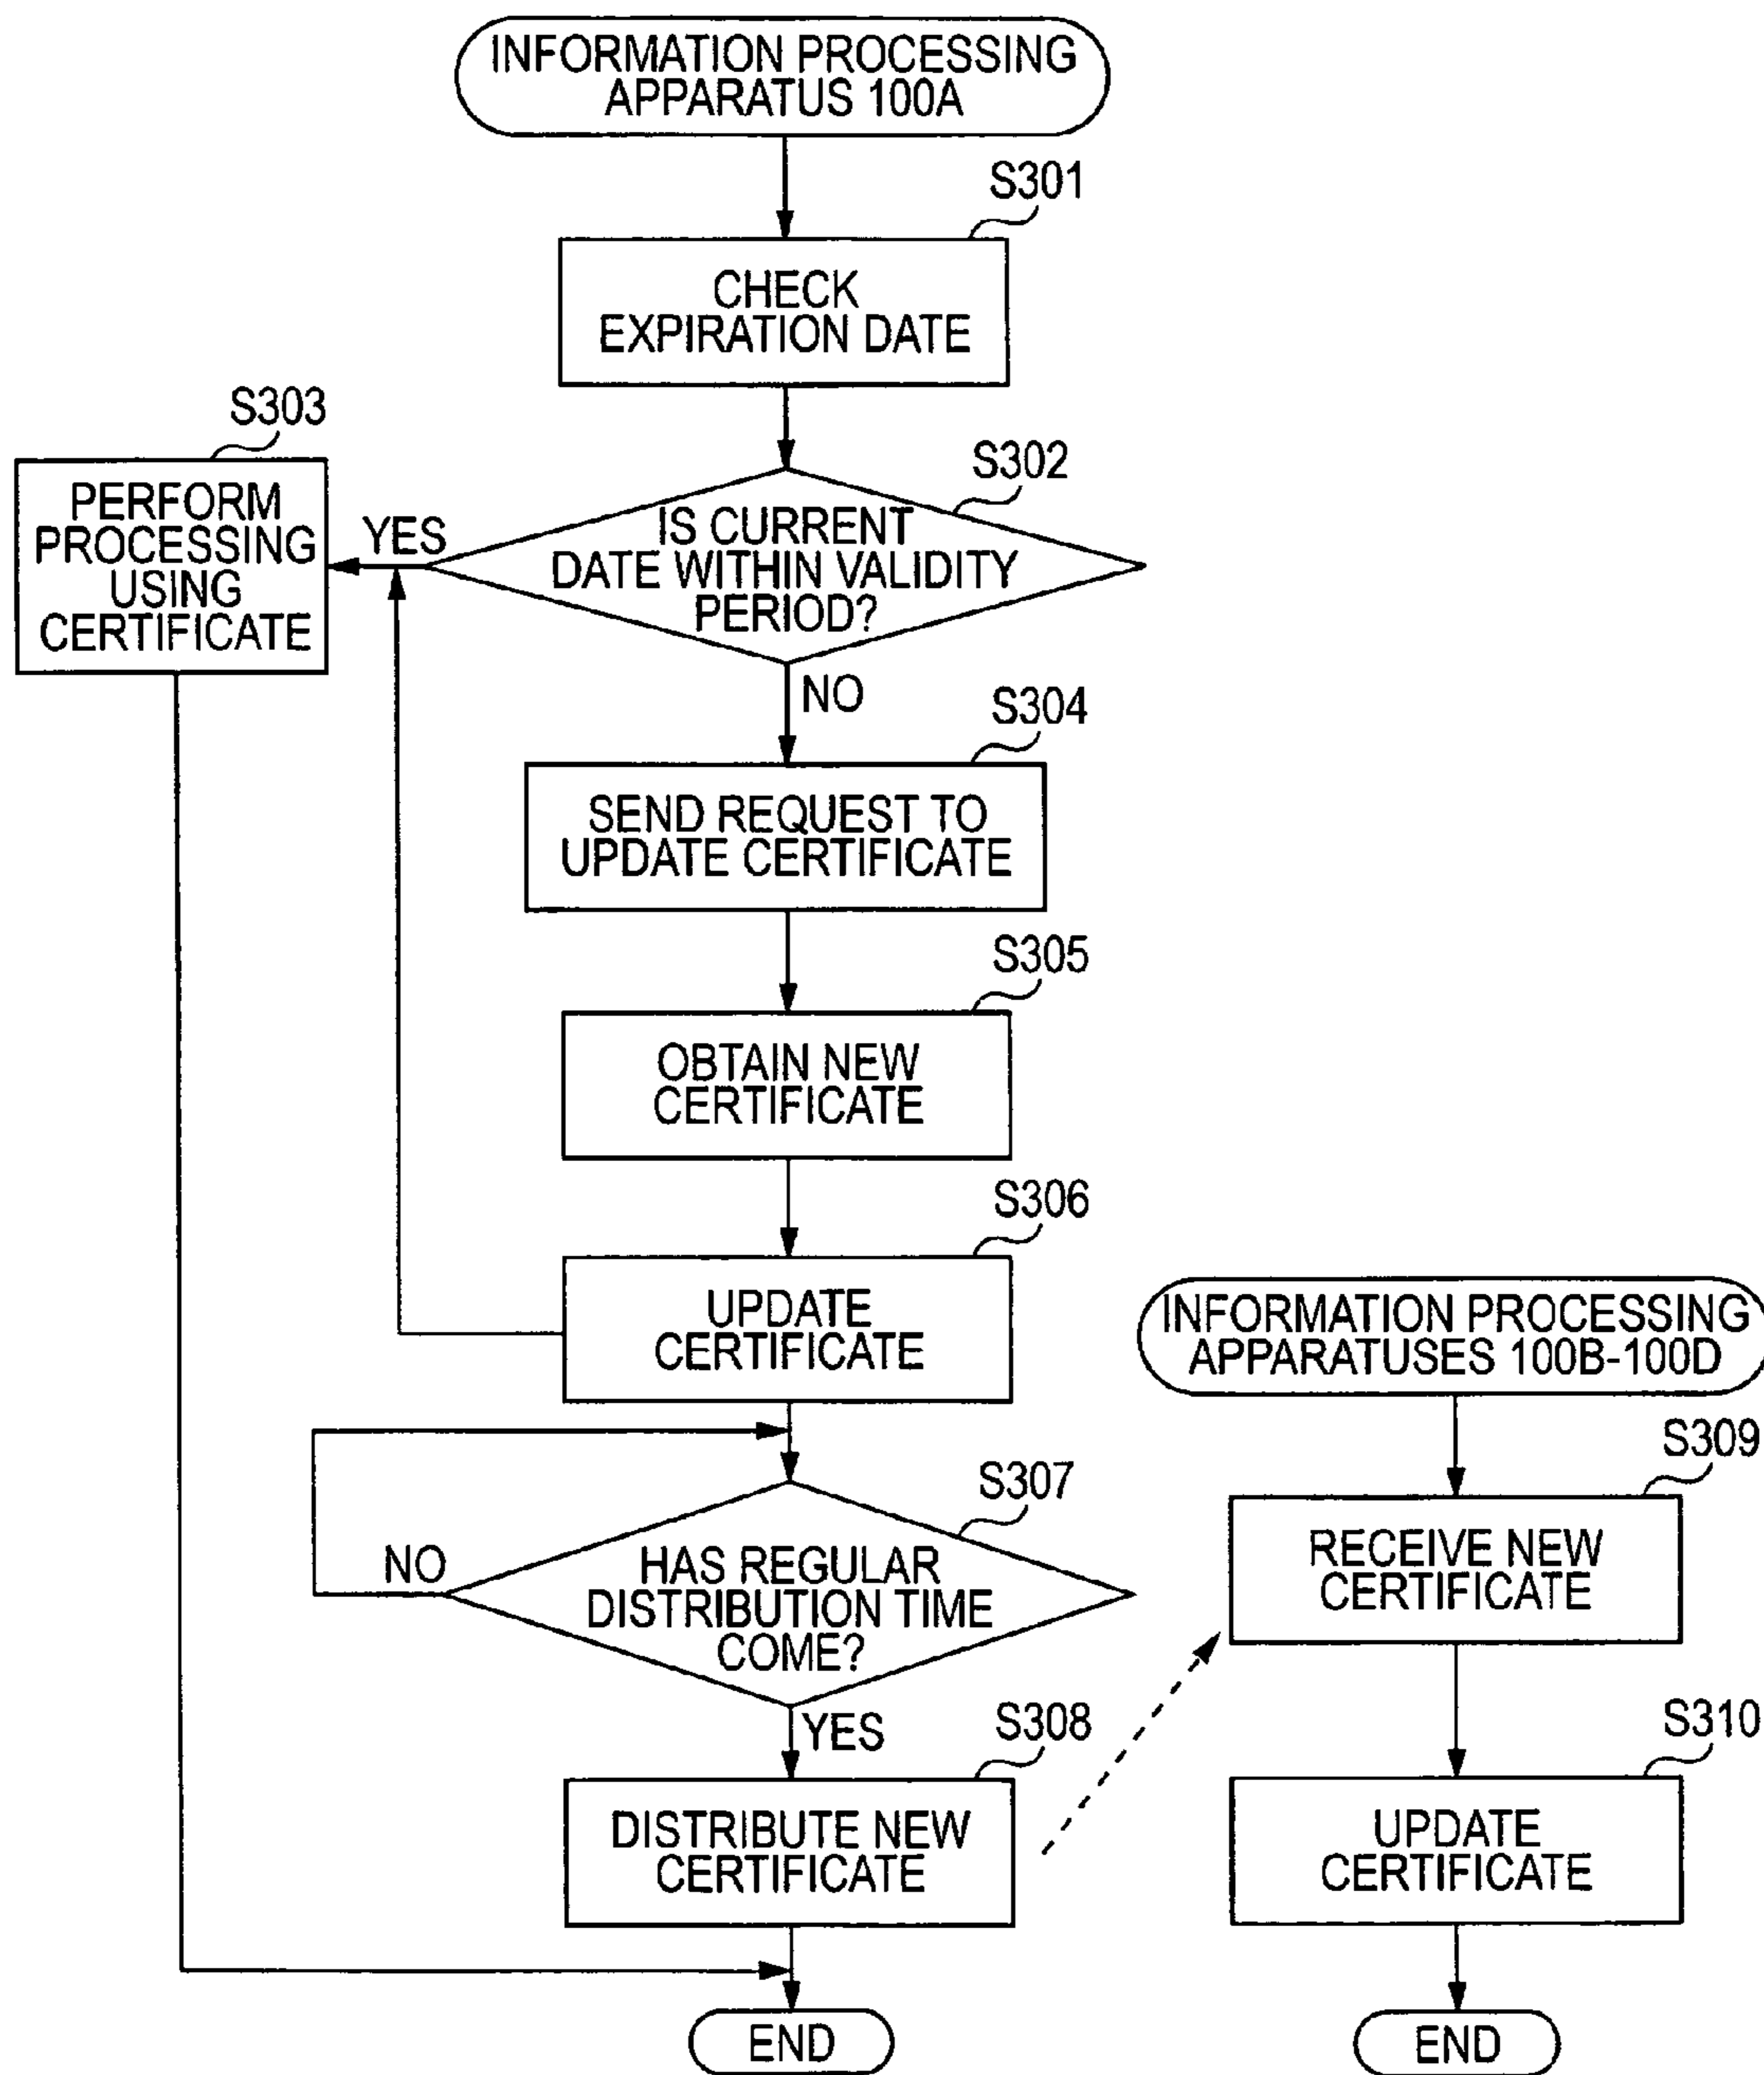 INFORMATION PROCESSING
APPARATUS 100A
S301
CHECK
EXPIRATION DATE
S303
PERFORM
PROCESSING
USING
CERTIFICATE
YES
S302
IS CURRENT
DATE WITHIN VALIDITY
PERIOD?
NO
S304
SEND REQUEST TO
UPDATE CERTIFICATE
S305
OBTAIN NEW
CERTIFICATE
S306
UPDATE
CERTIFICATE
S307
HAS REGULAR
DISTRIBUTION TIME
COME?
NO
YES
S308
DISTRIBUTE NEW
CERTIFICATE
END
INFORMATION PROCESSING
APPARATUSES 100B-100D
S309
RECEIVE NEW
CERTIFICATE
S310
UPDATE
CERTIFICATE
END